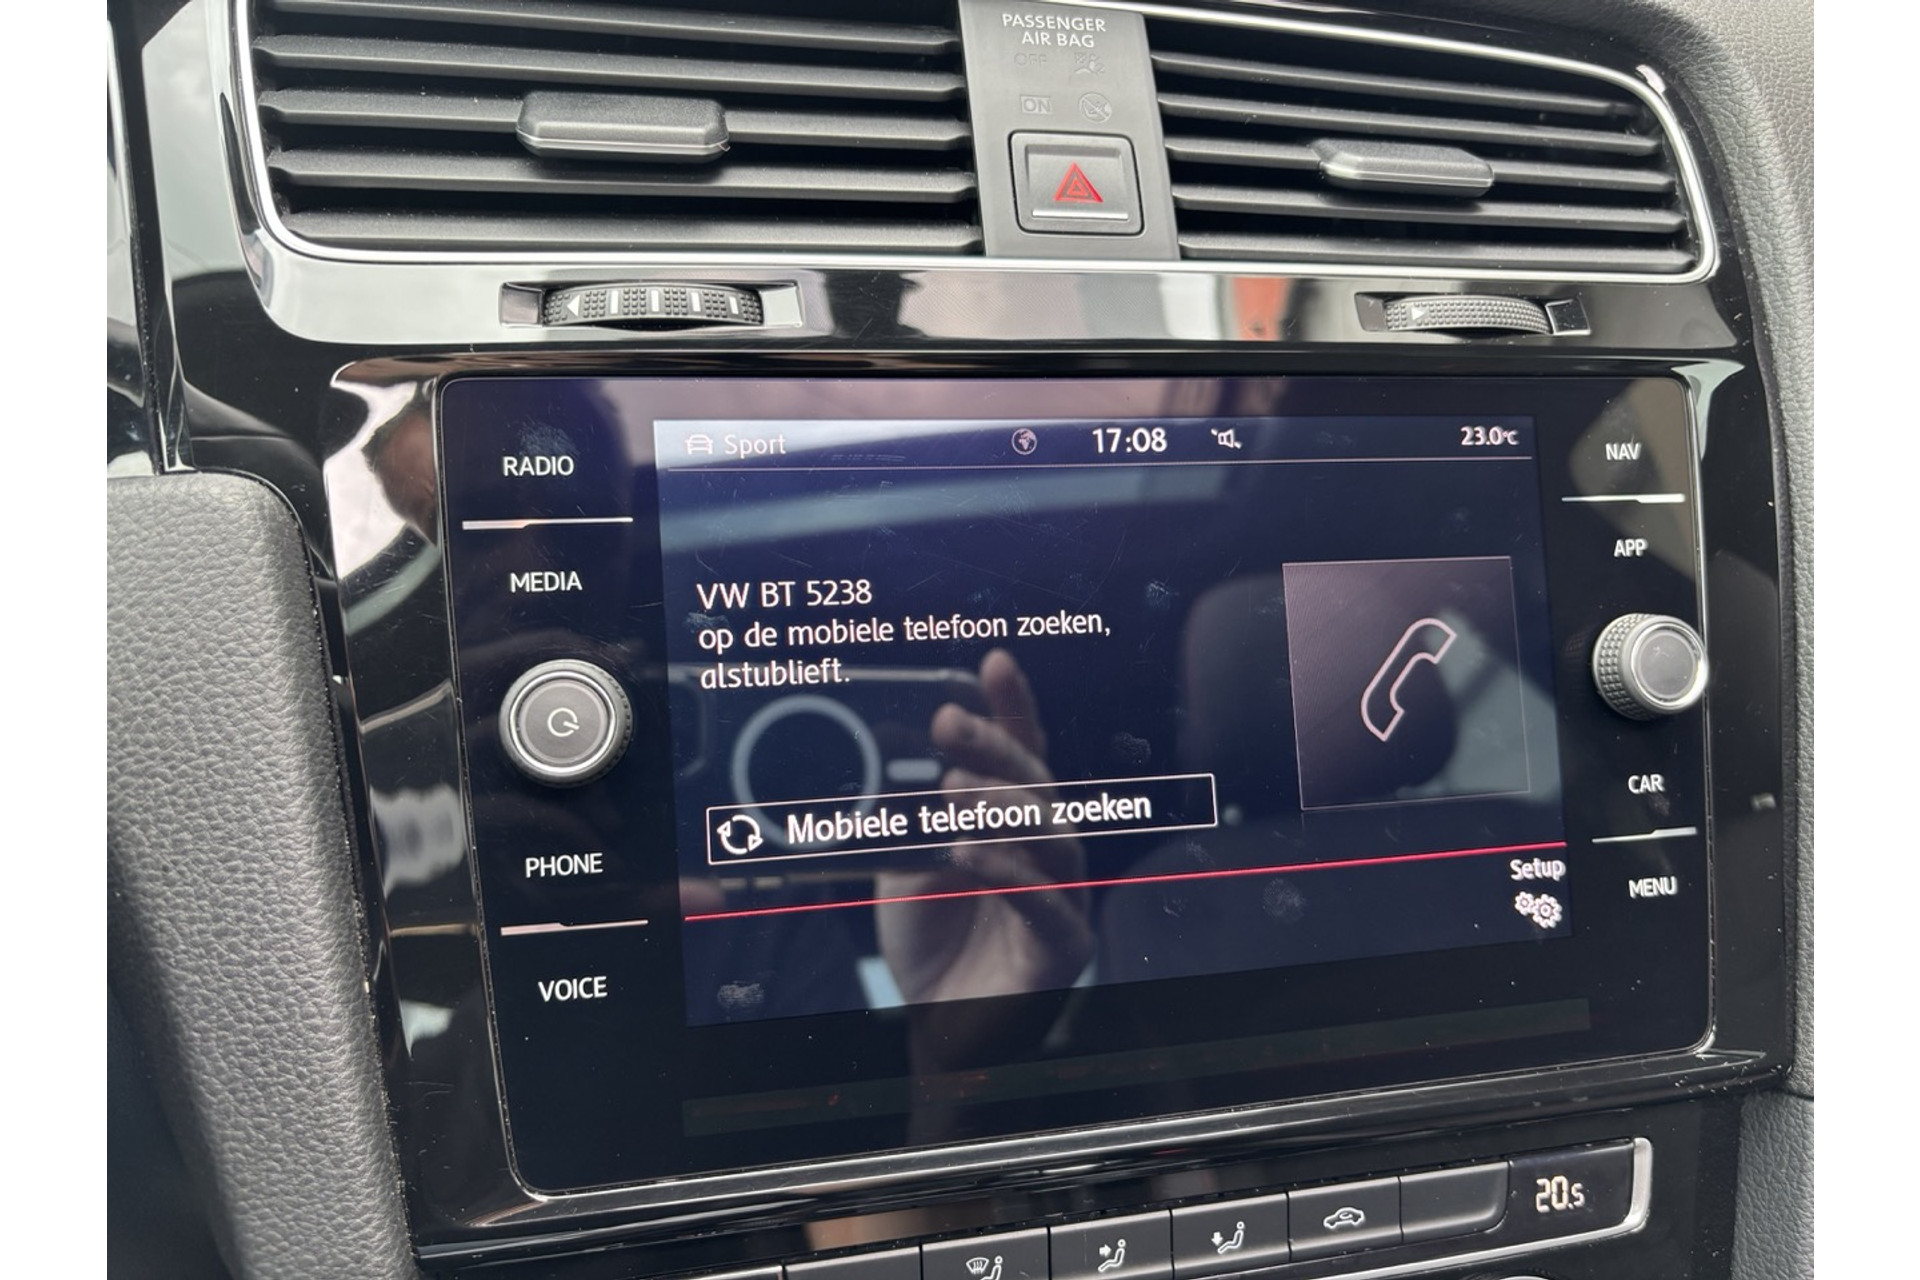 PASSENGER
AIR BAG
OFF
ON
RADIO
MEDIA
PHONE
VOICE
Sport
17:08
23.0°C
VW BT 5238
op de mobiele telefoon zoeken,
alstublieft.
Mobiele telefoon zoeken
Setup
NAV
APP
CAR
MENU
20.5